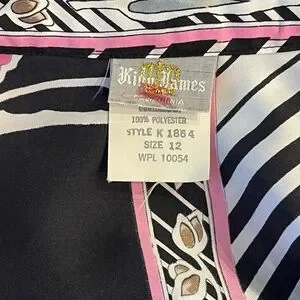 King James
100% POLYESTER
STYLE K 1864
SIZE 12
WPL 10054